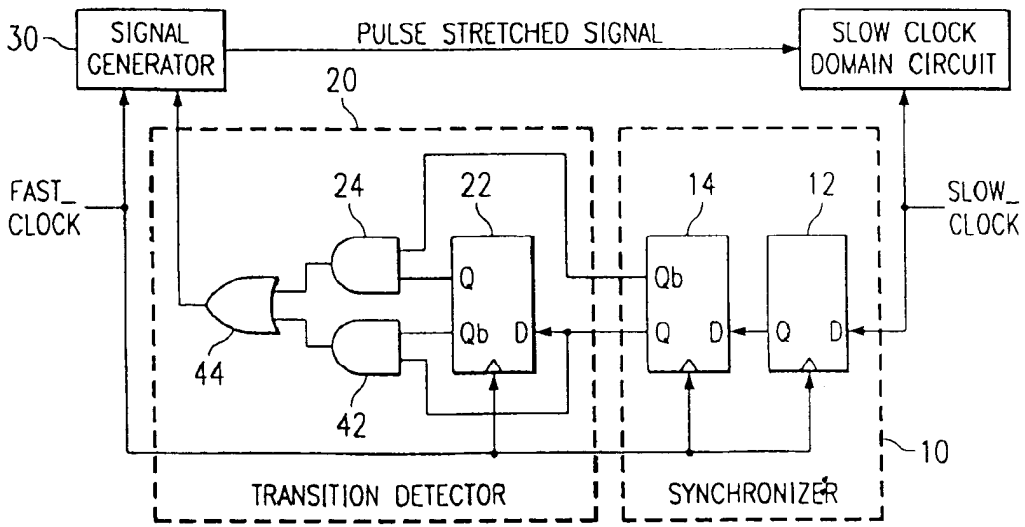 30
SIGNAL
GENERATOR
PULSE STRETCHED SIGNAL
SLOW CLOCK
DOMAIN CIRCUIT
20
FAST_
CLOCK
24
22
14
12
SLOW_
CLOCK
Q
Qb
Qb
D
Q
D
Q
D
44
42
10
TRANSITION DETECTOR
SYNCHRONIZER